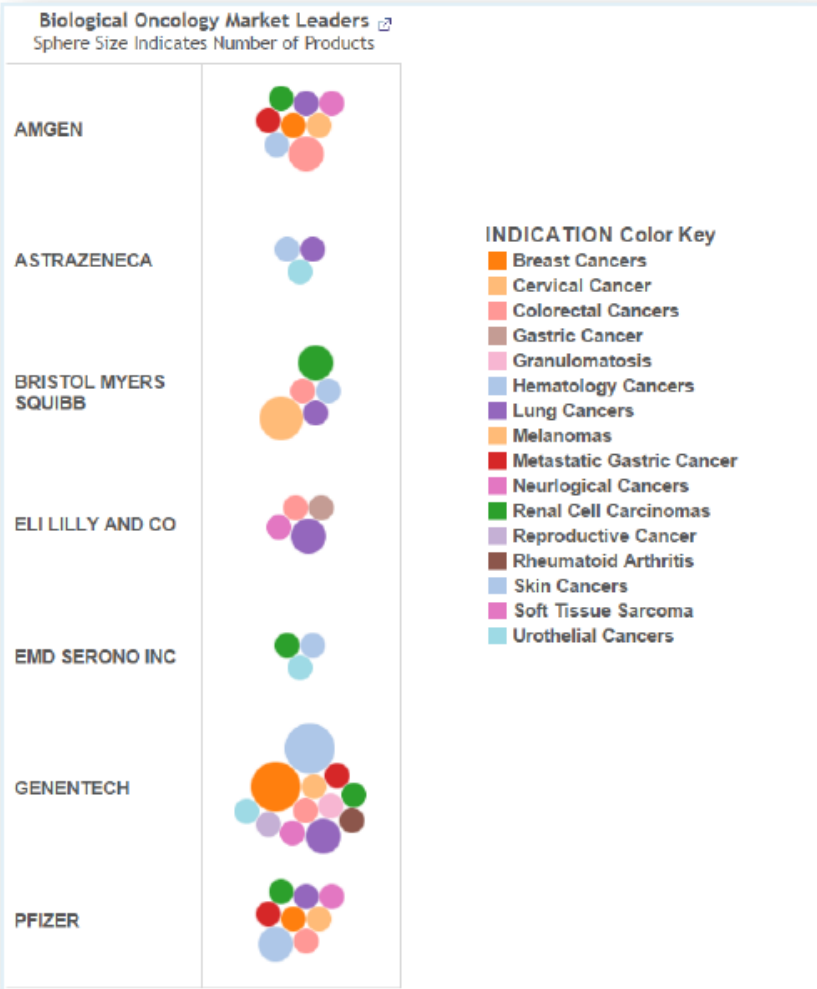 Biological Oncology Market Leaders
Sphere Size Indicates Number of Products
AMGEN
ASTRAZENECA
BRISTOL MYERS
SQUIBB
ELI LILLY AND CO
EMD SERONO INC
GENENTECH
PFIZER
INDICATION Color Key
Breast Cancers
Cervical Cancer
Colorectal Cancers
Gastric Cancer
Granulomatosis
Hematology Cancers
Lung Cancers
Melanomas
Metastatic Gastric Cancer
Neurlogical Cancers
Renal Cell Carcinomas
Reproductive Cancer
Rheumatoid Arthritis
Skin Cancers
Soft Tissue Sarcoma
Urothelial Cancers